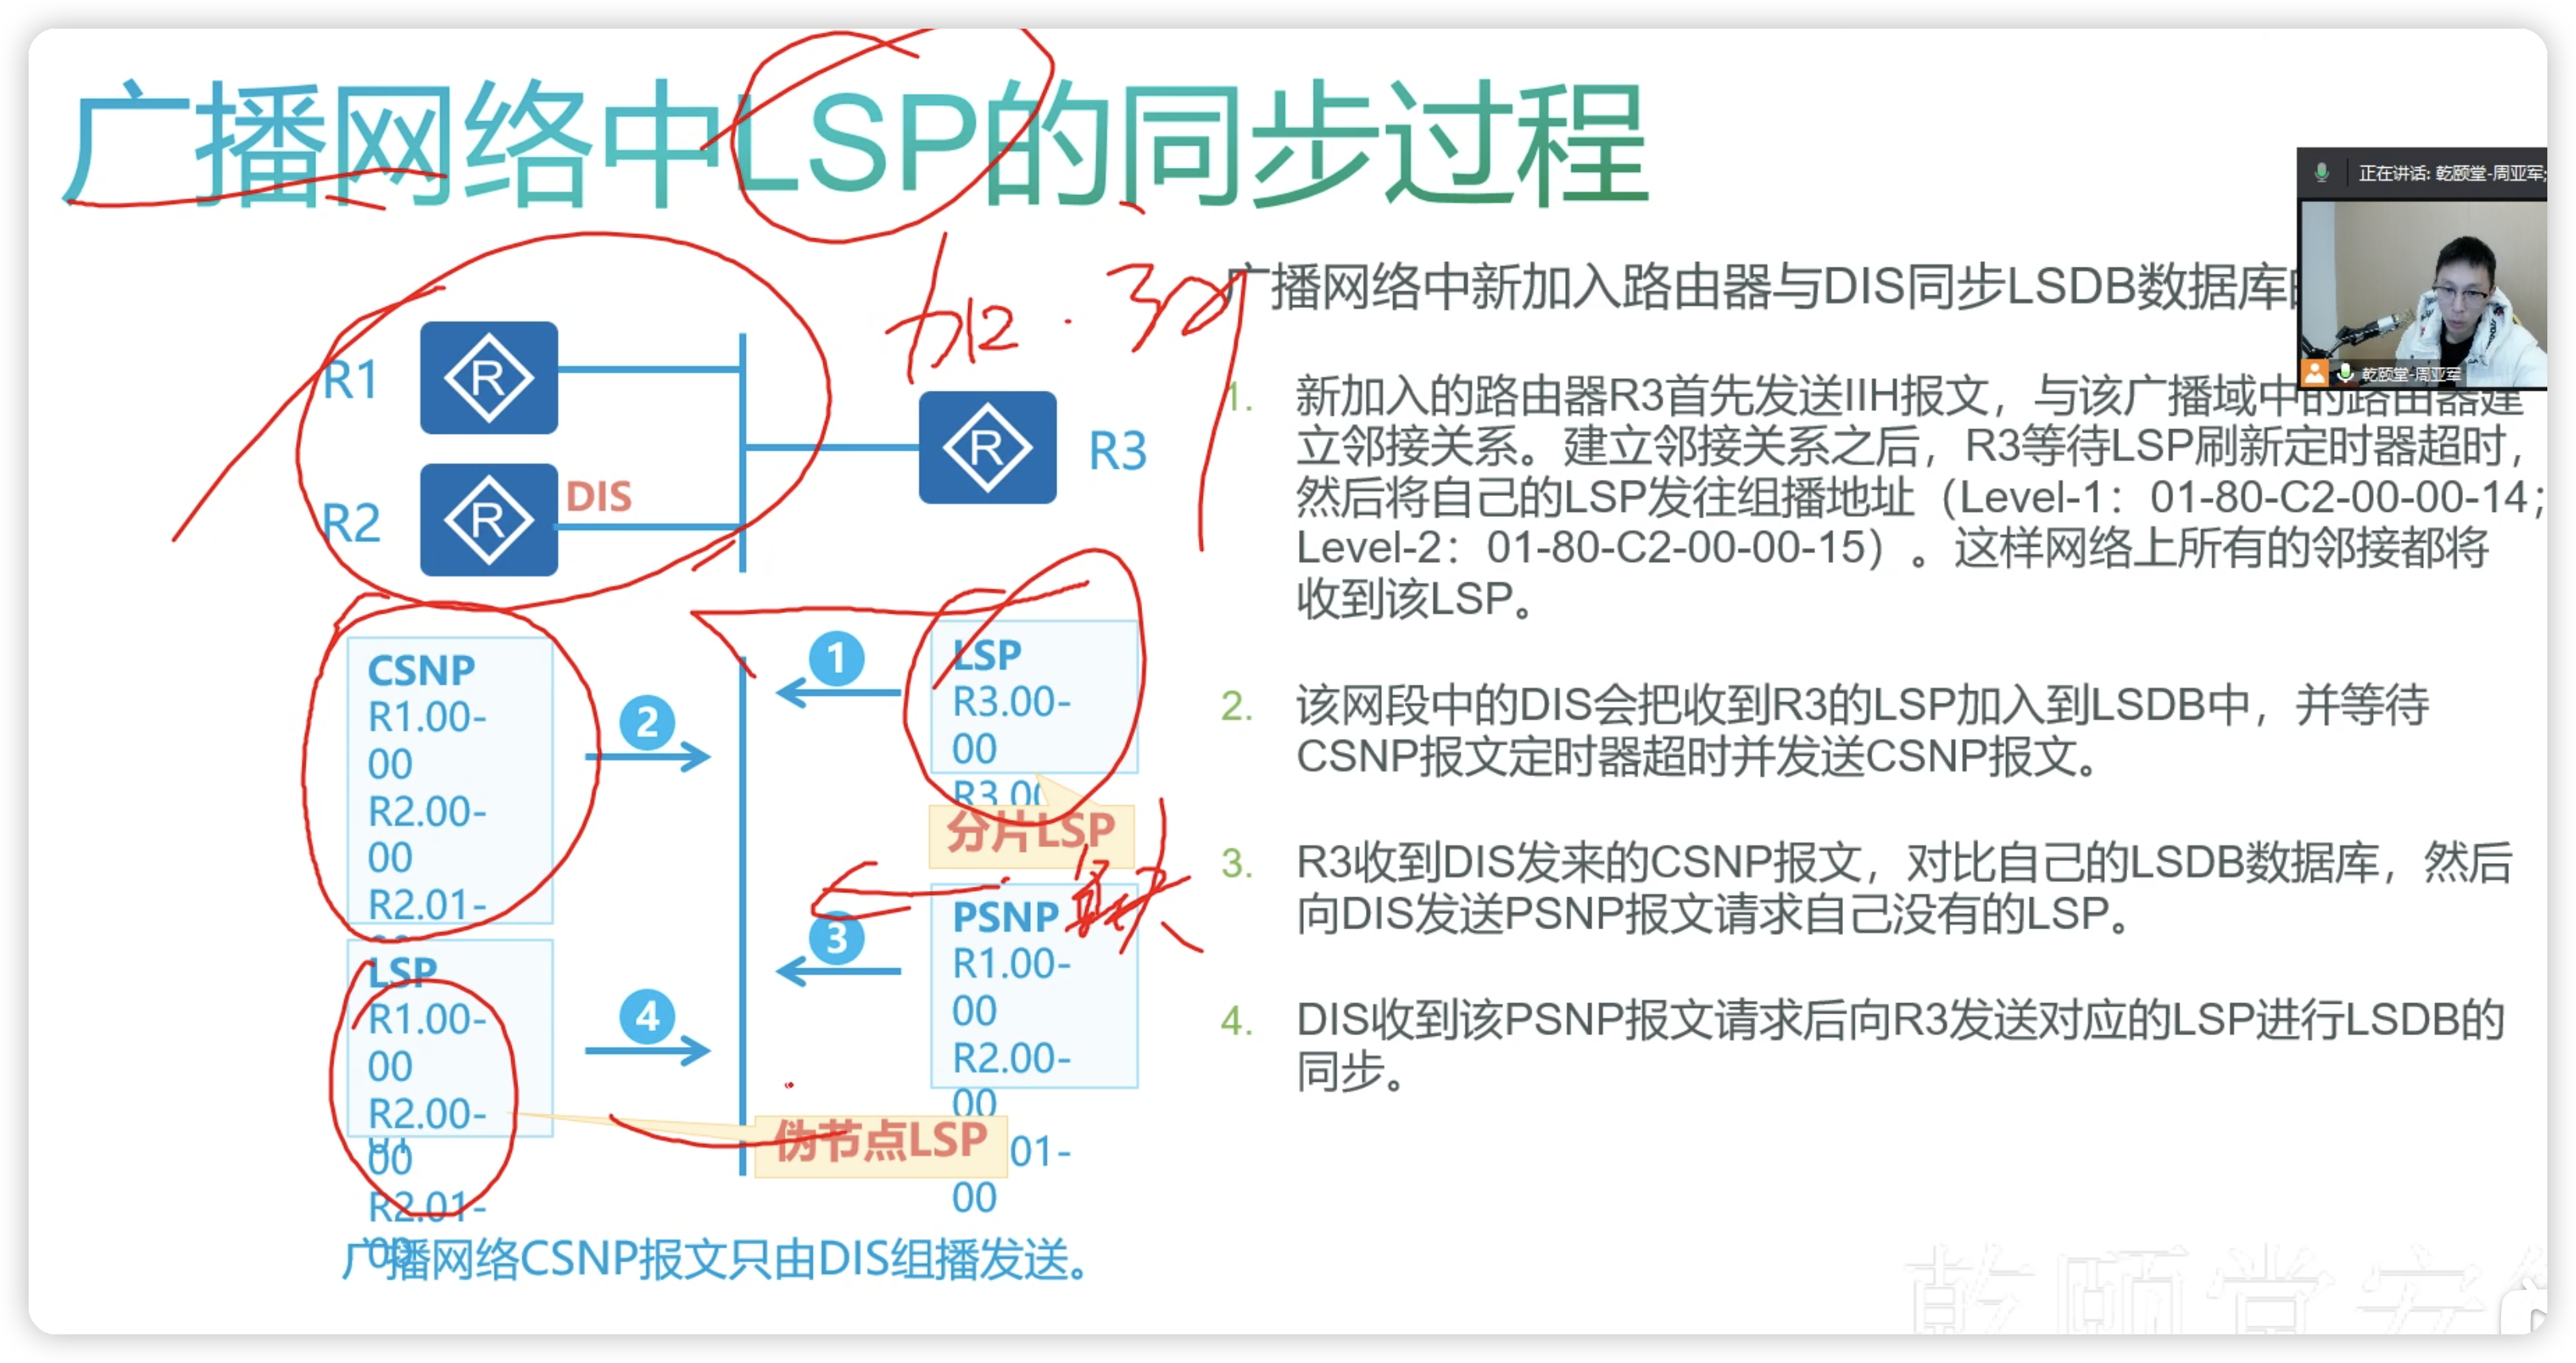 广播网络中LSP的同步过程
正在讲话: 乾颐堂-周亚军;
乾颐堂-周亚军
广播网络中新加入路由器与DIS同步LSDB数据库
R1
R2
DIS
R3
1. 新加入的路由器R3首先发送IIH报文，与该广播域中的路由器建
立邻接关系。建立邻接关系之后，R3等待LSP刷新定时器超时，
然后将自己的LSP发往组播地址（Level-1：01-80-C2-00-00-14；
Level-2：01-80-C2-00-00-15）。这样网络上所有的邻接都将
收到该LSP。
2. 该网段中的DIS会把收到R3的LSP加入到LSDB中，并等待
CSNP报文定时器超时并发送CSNP报文。
3. R3收到DIS发来的CSNP报文，对比自己的LSDB数据库，然后
向DIS发送PSNP报文请求自己没有的LSP。
4. DIS收到该PSNP报文请求后向R3发送对应的LSP进行LSDB的
同步。
CSNP
R1.00-
00
R2.00-
00
R2.01-
2
1
LSP
R3.00-
00
R3.0
分片LSP
3
PSNP
R1.00-
00
R2.00-
00
01-
00
LSP
R1.00-
00
R2.00-
00
R2.01-
4
伪节点LSP
广播网络CSNP报文只由DIS组播发送。